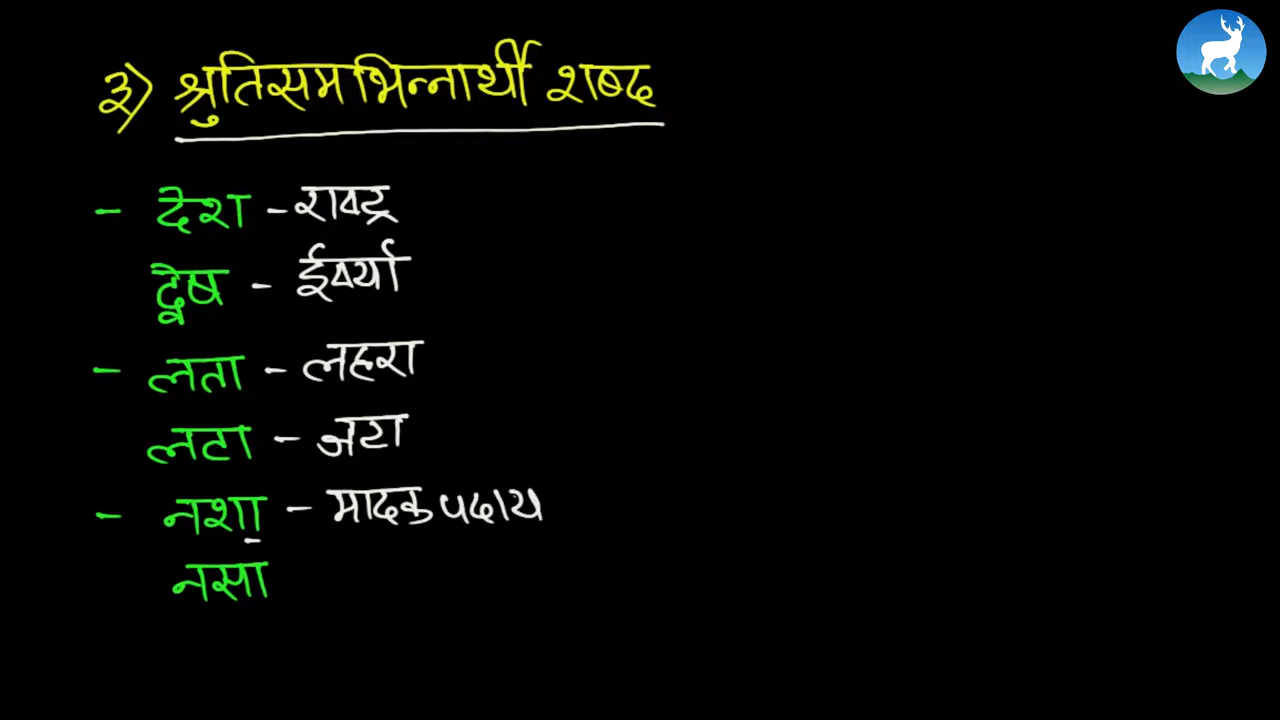 ३) श्रुतिसमभिन्नार्थी शब्द
- देश - राष्ट्र
द्वेष - ईर्ष्या
- लता - लहरा
लटा - जटा
- नशा - मादक पदार्थ
नसा